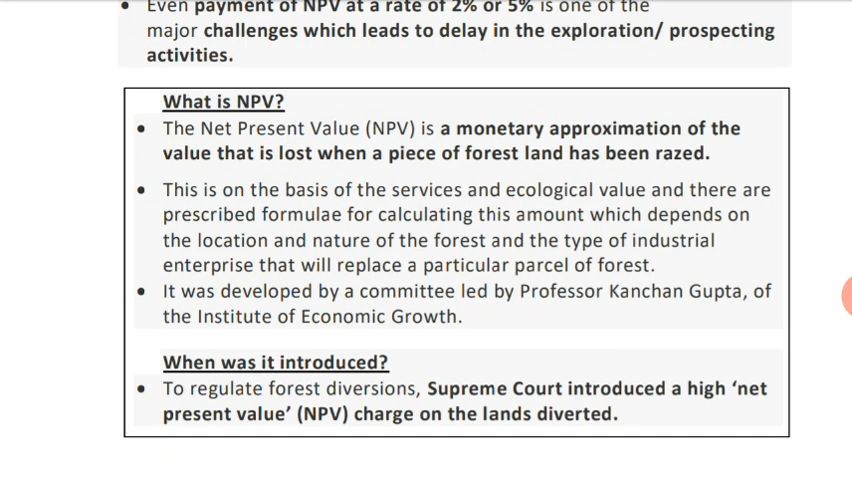 • Even payment of NPV at a rate of 2% or 5% is one of the
major challenges which leads to delay in the exploration/ prospecting
activities.
What is NPV?
• The Net Present Value (NPV) is a monetary approximation of the
value that is lost when a piece of forest land has been razed.
• This is on the basis of the services and ecological value and there are
prescribed formulae for calculating this amount which depends on
the location and nature of the forest and the type of industrial
enterprise that will replace a particular parcel of forest.
• It was developed by a committee led by Professor Kanchan Gupta, of
the Institute of Economic Growth.
When was it introduced?
• To regulate forest diversions, Supreme Court introduced a high ‘net
present value’ (NPV) charge on the lands diverted.